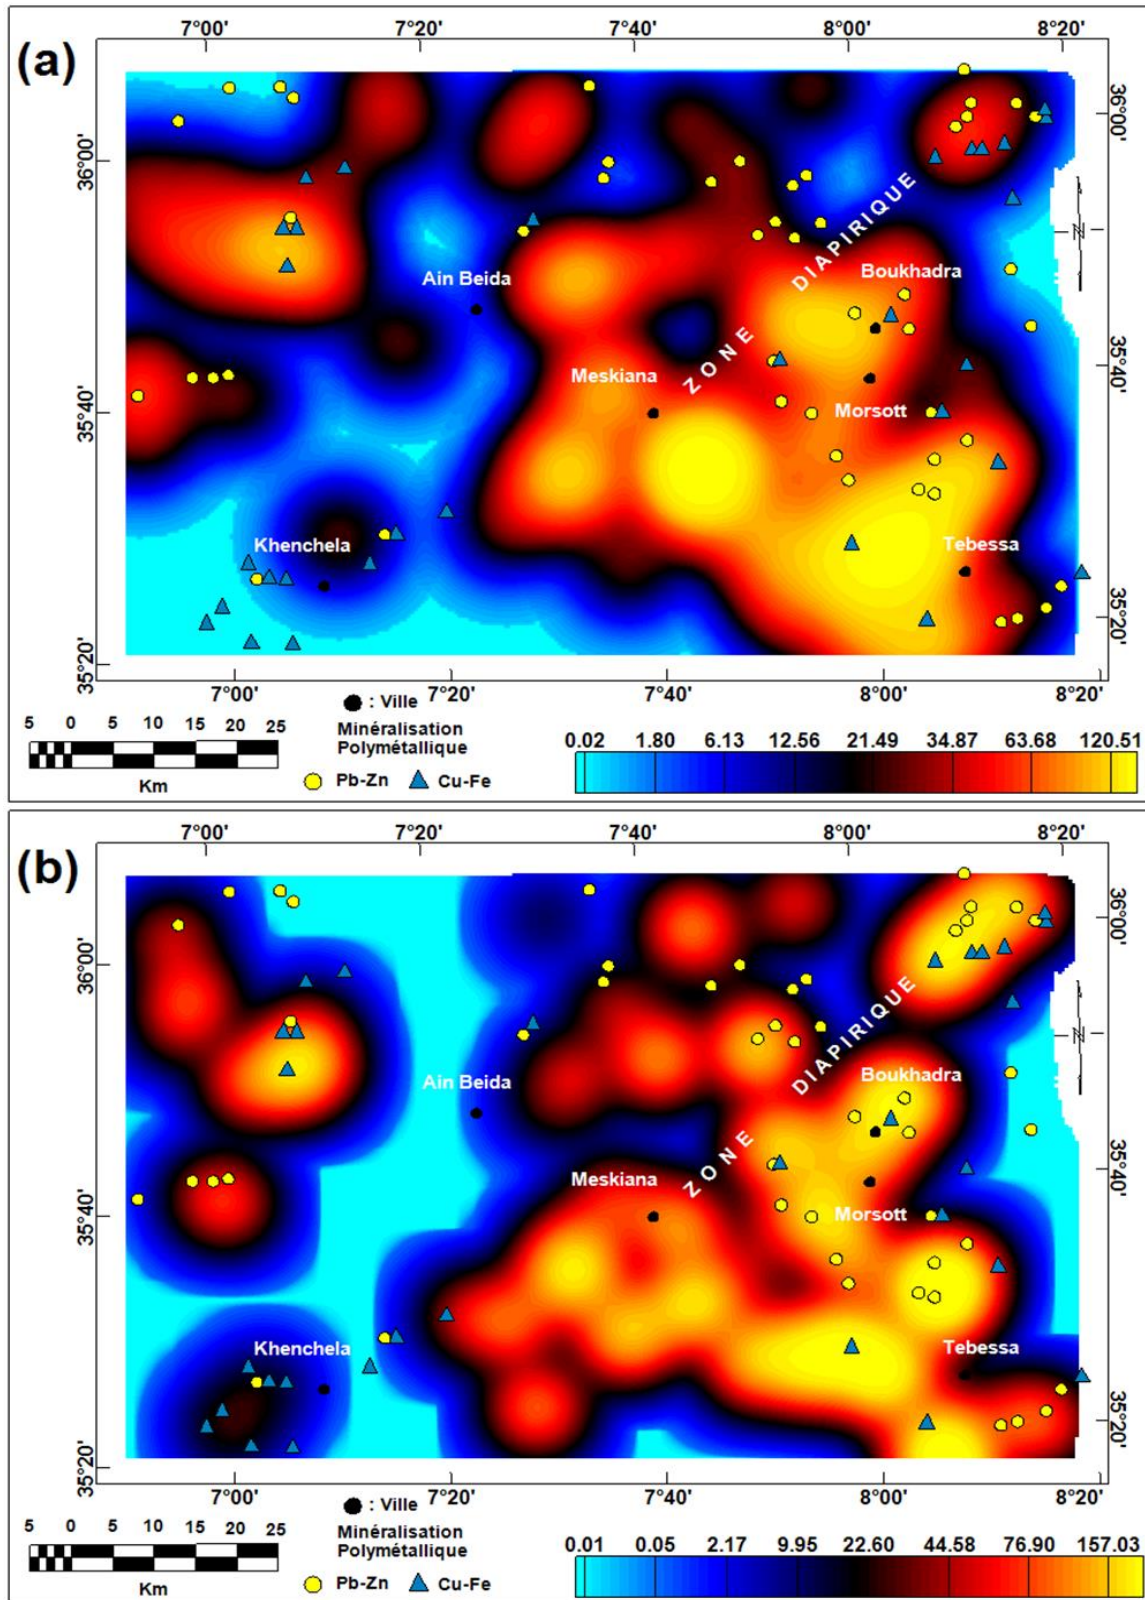 7°00' 7°20' 7°40' 8°00' 8°20'
(a)
36°00' 36°00'
DIAPIRIQUE
Ain Beida Boukhadra
ZONE
Meskiana
35°40' 35°40'
Morsott
Khenchela Tebessa
35°20' 35°20'
7°00' 7°20' 7°40' 8°00' 8°20'
: Ville
5 0 5 10 15 20 25
Km
Minéralisation
Polymétallique
Pb-Zn Cu-Fe
0.02 1.80 6.13 12.56 21.49 34.87 63.68 120.51
7°00' 7°20' 7°40' 8°00' 8°20'
(b)
36°00' 36°00'
DIAPIRIQUE
Ain Beida Boukhadra
ZONE
Meskiana
35°40' 35°40'
Morsott
Khenchela Tebessa
35°20' 35°20'
7°00' 7°20' 7°40' 8°00' 8°20'
: Ville
5 0 5 10 15 20 25
Km
Minéralisation
Polymétallique
Pb-Zn Cu-Fe
0.01 0.05 2.17 9.95 22.60 44.58 76.90 157.03